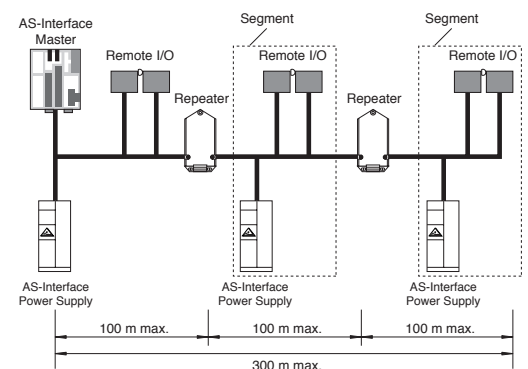 AS-Interface
Master
Remote I/O
Repeater
Segment
Remote I/O
Repeater
Segment
Remote I/O
AS-Interface
Power Supply
AS-Interface
Power Supply
AS-Interface
Power Supply
100 m max.
100 m max.
100 m max.
300 m max.